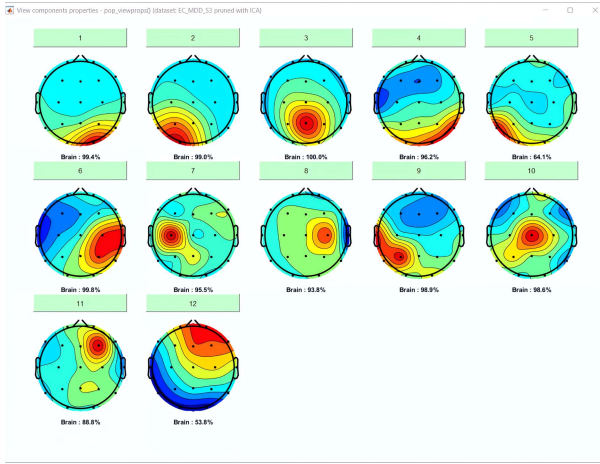 View components properties - pop_viewprops() (dataset: EC_MDD_S3 pruned with ICA)
1 2 3 4 5
Brain : 99.4% Brain : 99.0% Brain : 100.0% Brain : 96.2% Brain : 64.1%
6 7 8 9 10
Brain : 99.8% Brain : 95.5% Brain : 93.8% Brain : 98.9% Brain : 98.6%
11 12
Brain : 88.8% Brain : 53.8%